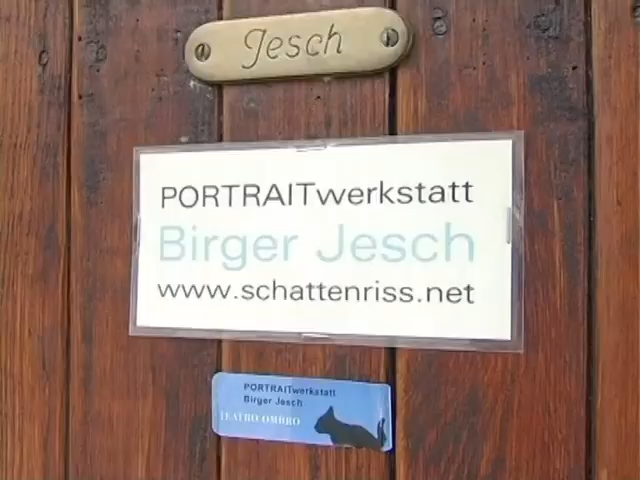 Jesch
PORTRAITwerkstatt
Birger Jesch
www.schattenriss.net
PORTRAITwerkstatt
Birger Jesch
TEATRO OMBRO